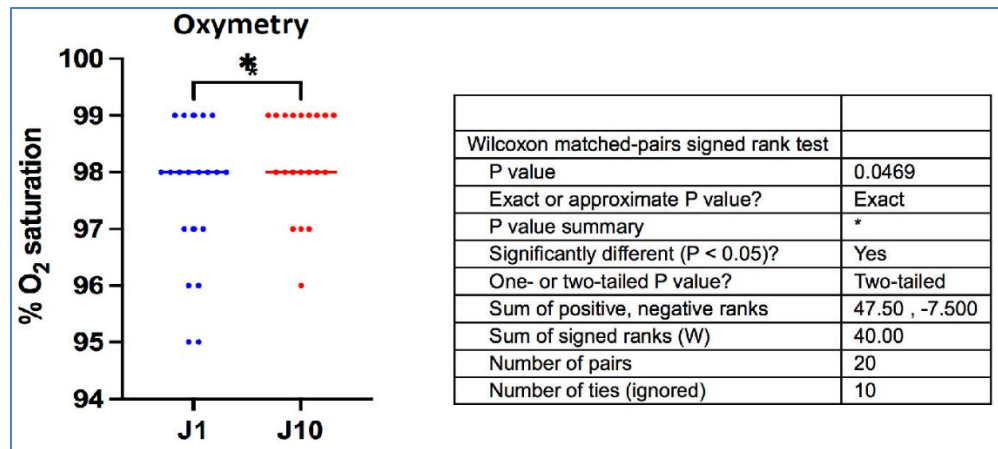 Oxymetry
**
100
99
98
97
96
95
94
% O₂ saturation
J1 J10
Wilcoxon matched-pairs signed rank test
P value 0.0469
Exact or approximate P value? Exact
P value summary *
Significantly different (P < 0.05)? Yes
One- or two-tailed P value? Two-tailed
Sum of positive, negative ranks 47.50 , -7.500
Sum of signed ranks (W) 40.00
Number of pairs 20
Number of ties (ignored) 10